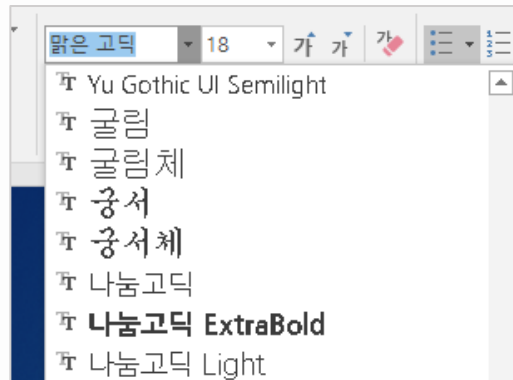 맑은 고딕 18 가 가 가
Yu Gothic UI Semilight
굴림
굴림체
궁서
궁서체
나눔고딕
나눔고딕 ExtraBold
나눔고딕 Light